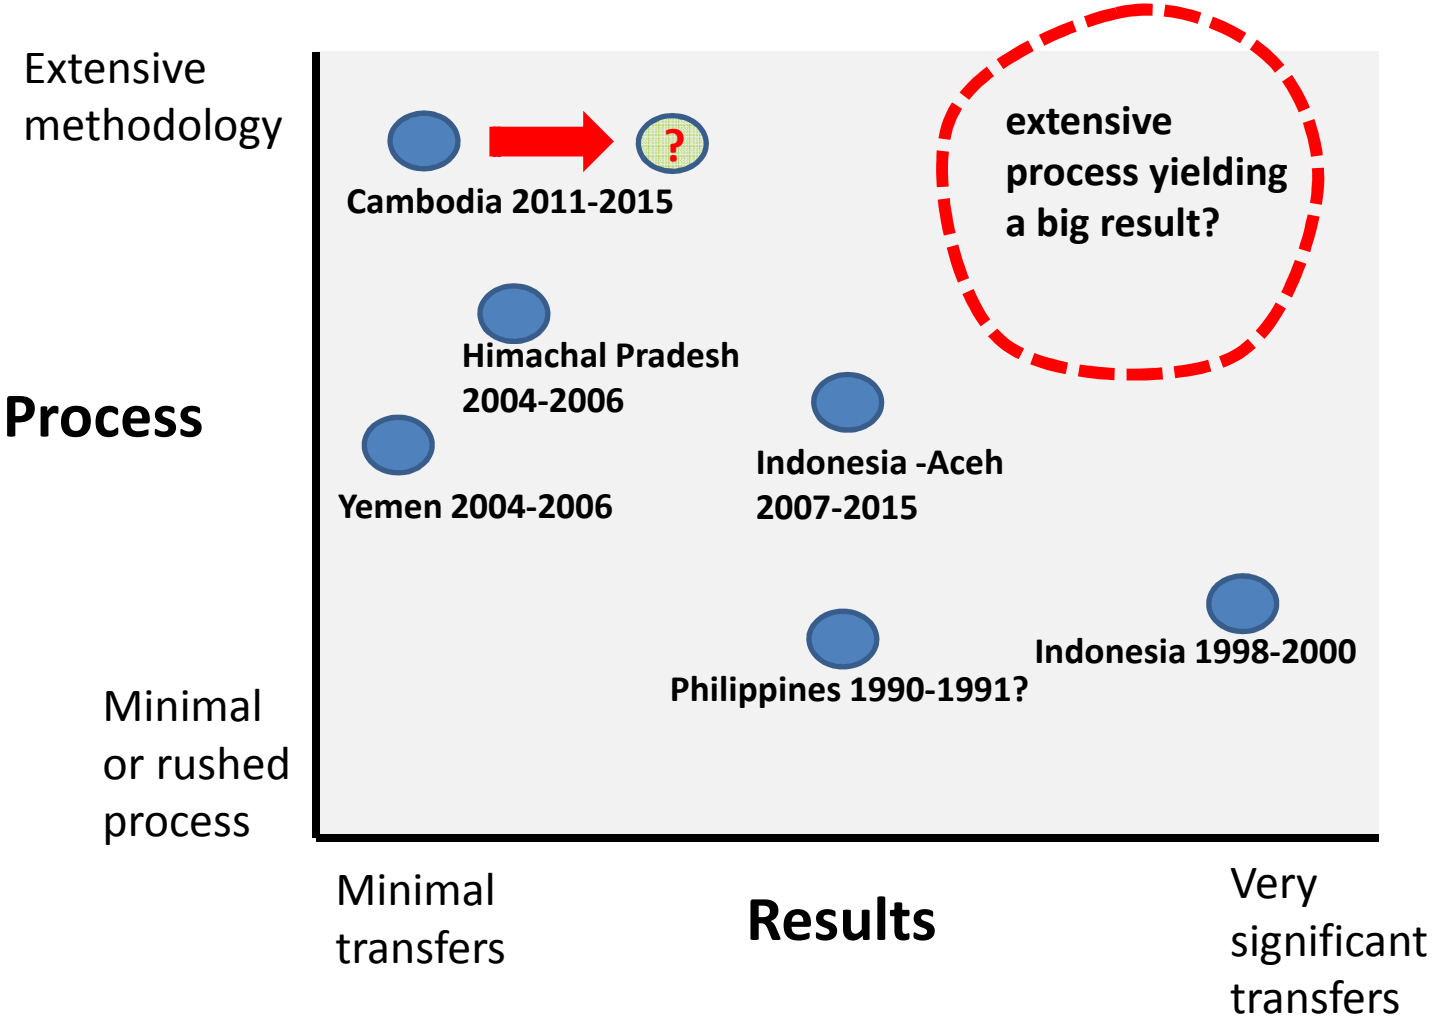 Extensive
methodology
?
extensive
process yielding
a big result?
Cambodia 2011-2015
Himachal Pradesh
2004-2006
Process
Indonesia -Aceh
2007-2015
Yemen 2004-2006
Indonesia 1998-2000
Philippines 1990-1991?
Minimal
or rushed
process
Minimal
transfers
Results
Very
significant
transfers